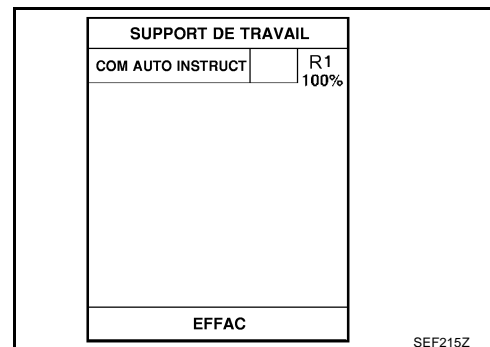 SUPPORT DE TRAVAIL
COM AUTO INSTRUCT R1
100%
EFFAC
SEF215Z